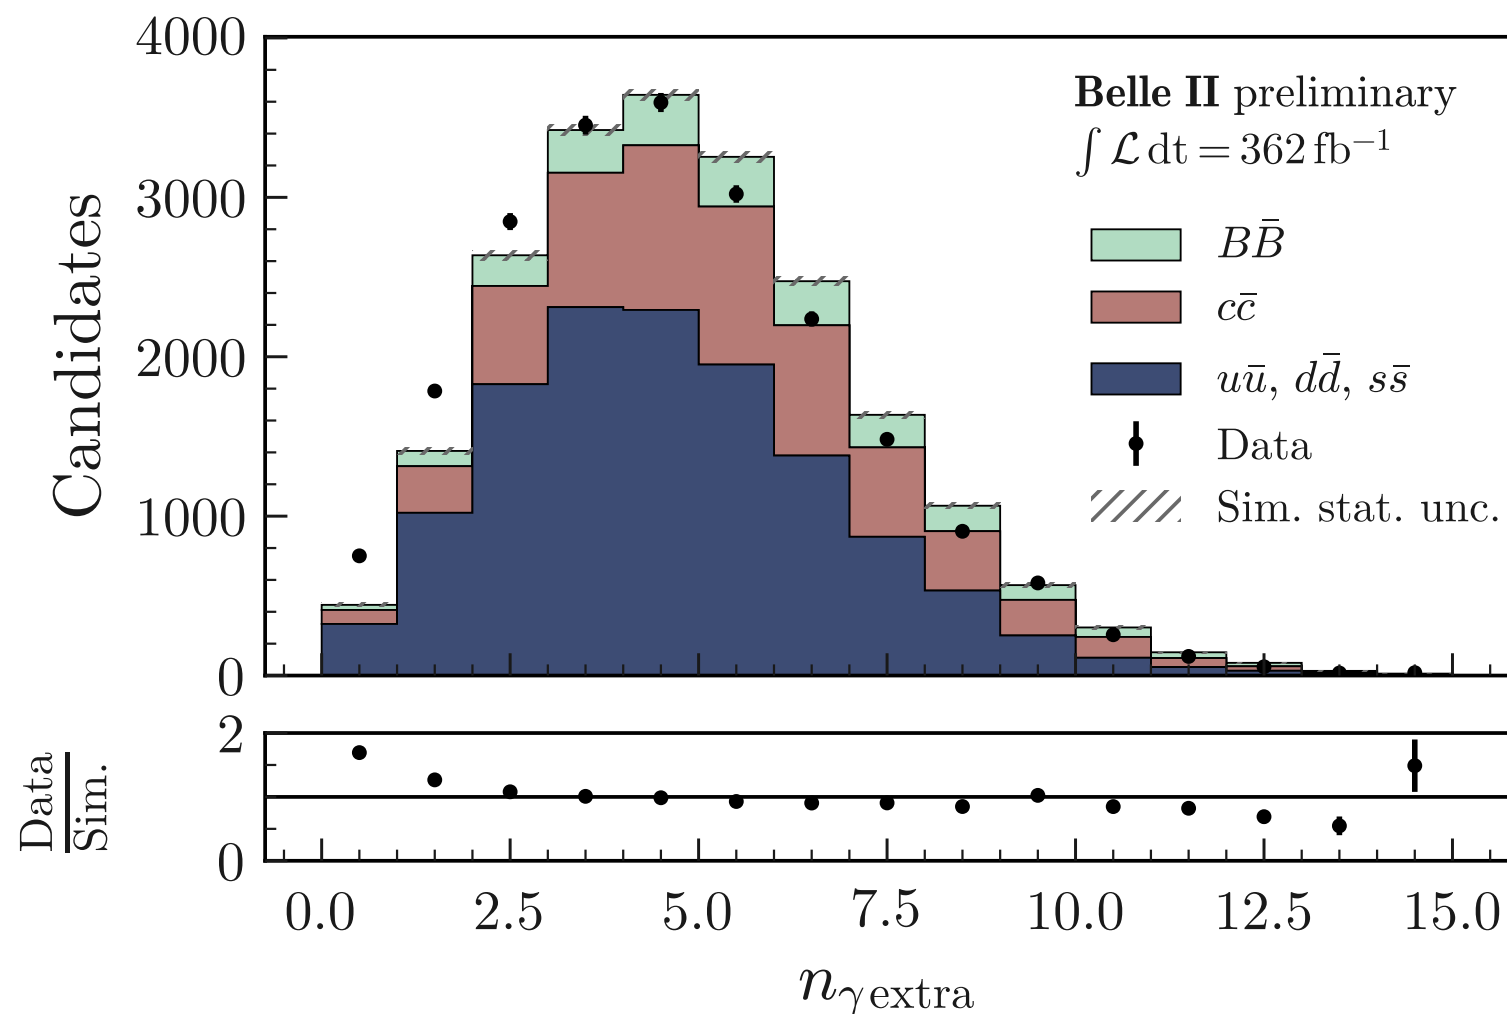 4000
3000
2000
1000
0
Candidates
Belle II preliminary
∫ ℒ dt = 362 fb⁻¹
BB̄
cc̄
uū, dd̄, ss̄
Data
Sim. stat. unc.
2
0
Data
Sim.
0.0 2.5 5.0 7.5 10.0 12.5 15.0
nγ extra